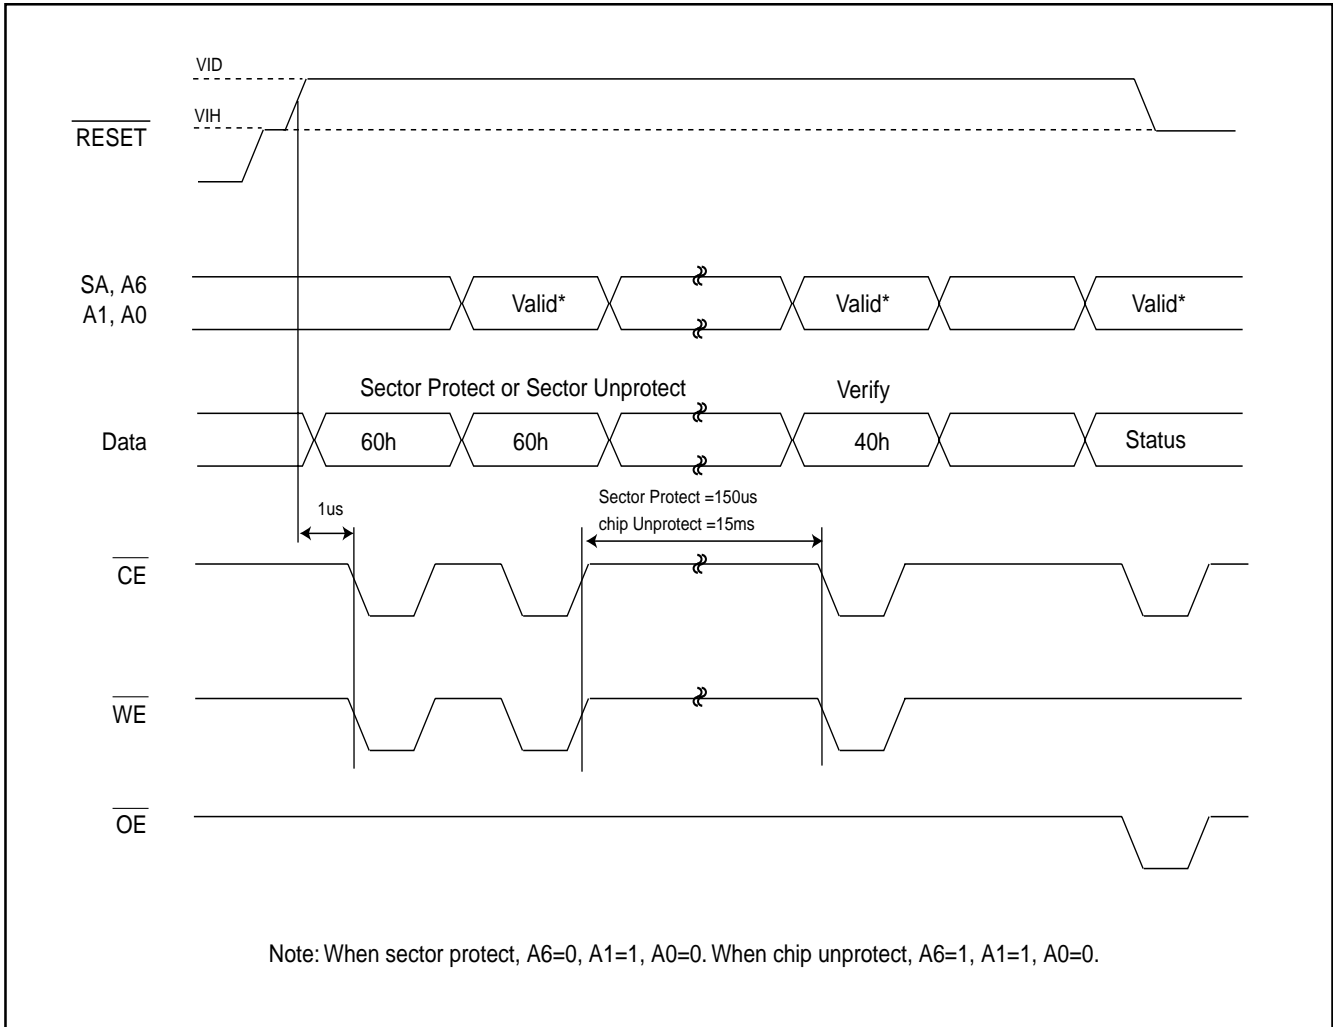 VID
VIH
RESET
SA, A6
A1, A0
Valid*
Valid*
Valid*
Sector Protect or Sector Unprotect
Verify
Data
60h
60h
40h
Status
Sector Protect =150us
chip Unprotect =15ms
1us
CE
WE
OE
Note: When sector protect, A6=0, A1=1, A0=0. When chip unprotect, A6=1, A1=1, A0=0.